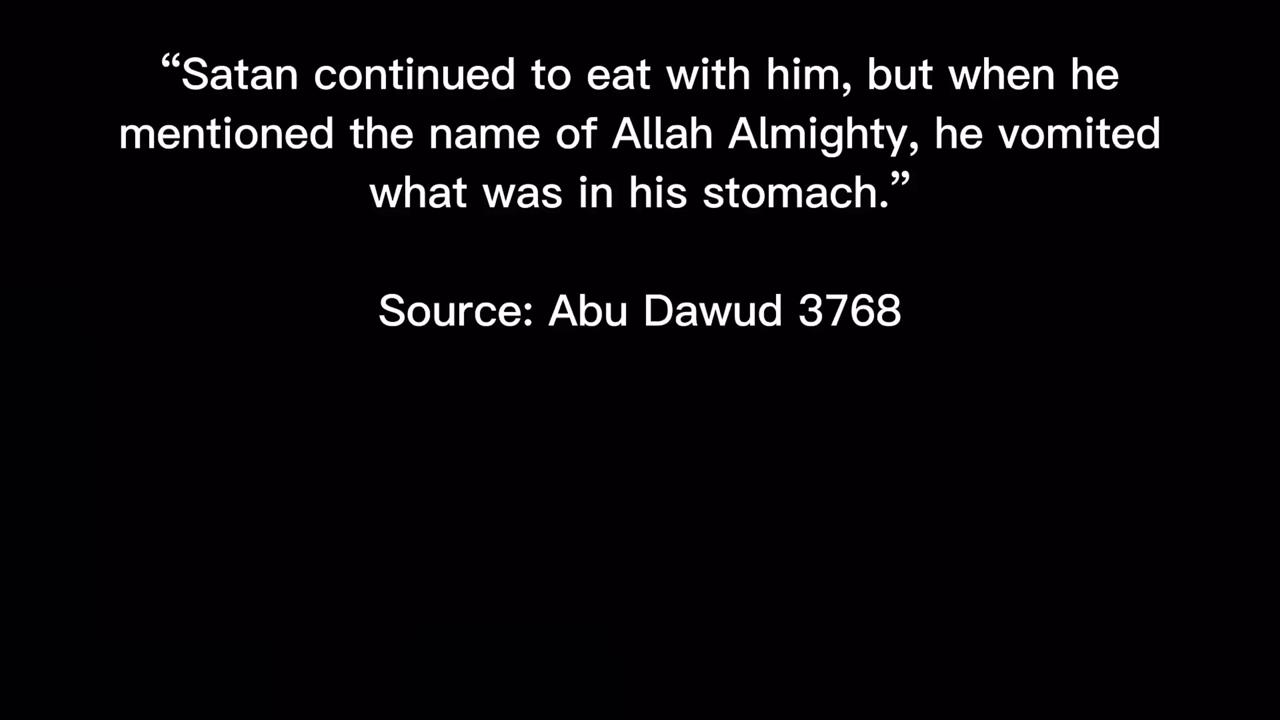 “Satan continued to eat with him, but when he
mentioned the name of Allah Almighty, he vomited
what was in his stomach.”
Source: Abu Dawud 3768